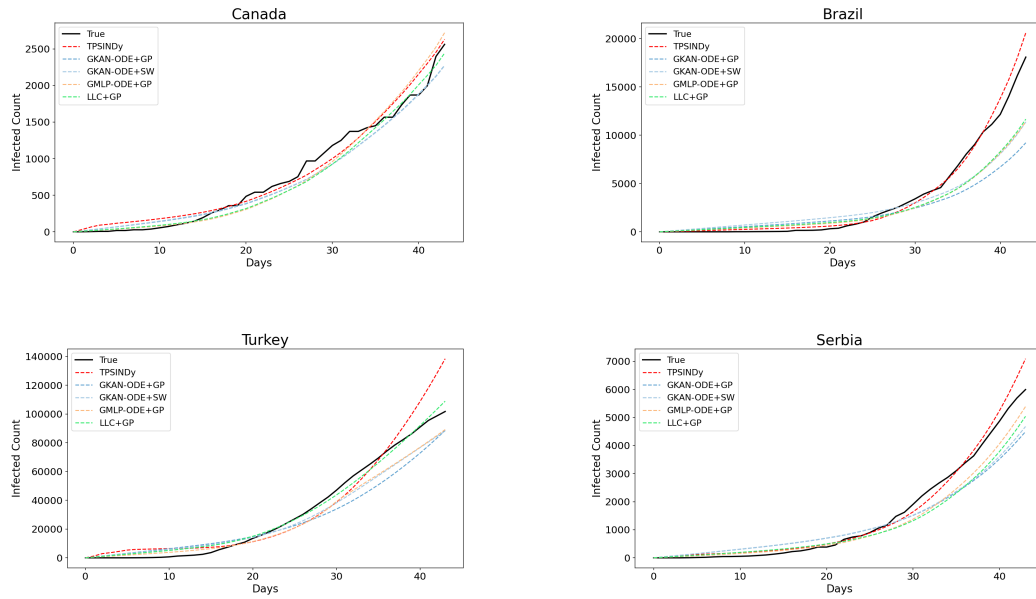 Canada
2500
2000
1500
1000
500
0
Infected Count
True
TPSINDy
GKAN-ODE+GP
GKAN-ODE+SW
GMLP-ODE+GP
LLC+GP
0 10 20 30 40
Days
Brazil
20000
15000
10000
5000
0
Infected Count
True
TPSINDy
GKAN-ODE+GP
GKAN-ODE+SW
GMLP-ODE+GP
LLC+GP
0 10 20 30 40
Days
Turkey
140000
120000
100000
80000
60000
40000
20000
0
Infected Count
True
TPSINDy
GKAN-ODE+GP
GKAN-ODE+SW
GMLP-ODE+GP
LLC+GP
0 10 20 30 40
Days
Serbia
7000
6000
5000
4000
3000
2000
1000
0
Infected Count
True
TPSINDy
GKAN-ODE+GP
GKAN-ODE+SW
GMLP-ODE+GP
LLC+GP
0 10 20 30 40
Days